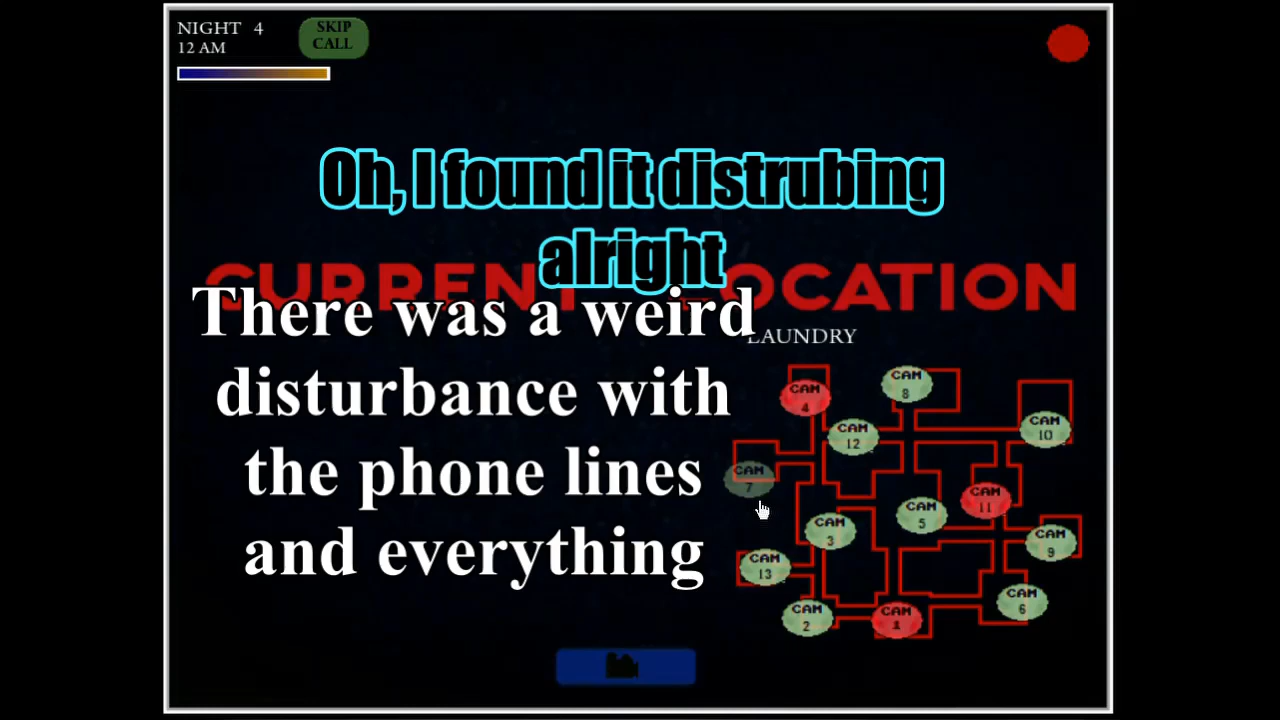 NIGHT 4
12 AM
SKIP
CALL
Oh, I found it distrubing
alright
CURRENT LOCATION
There was a weird
LAUNDRY
disturbance with
the phone lines
and everything
CAM
4
CAM
8
CAM
12
CAM
10
CAM
7
CAM
11
CAM
5
CAM
3
CAM
9
CAM
13
CAM
6
CAM
2
CAM
1